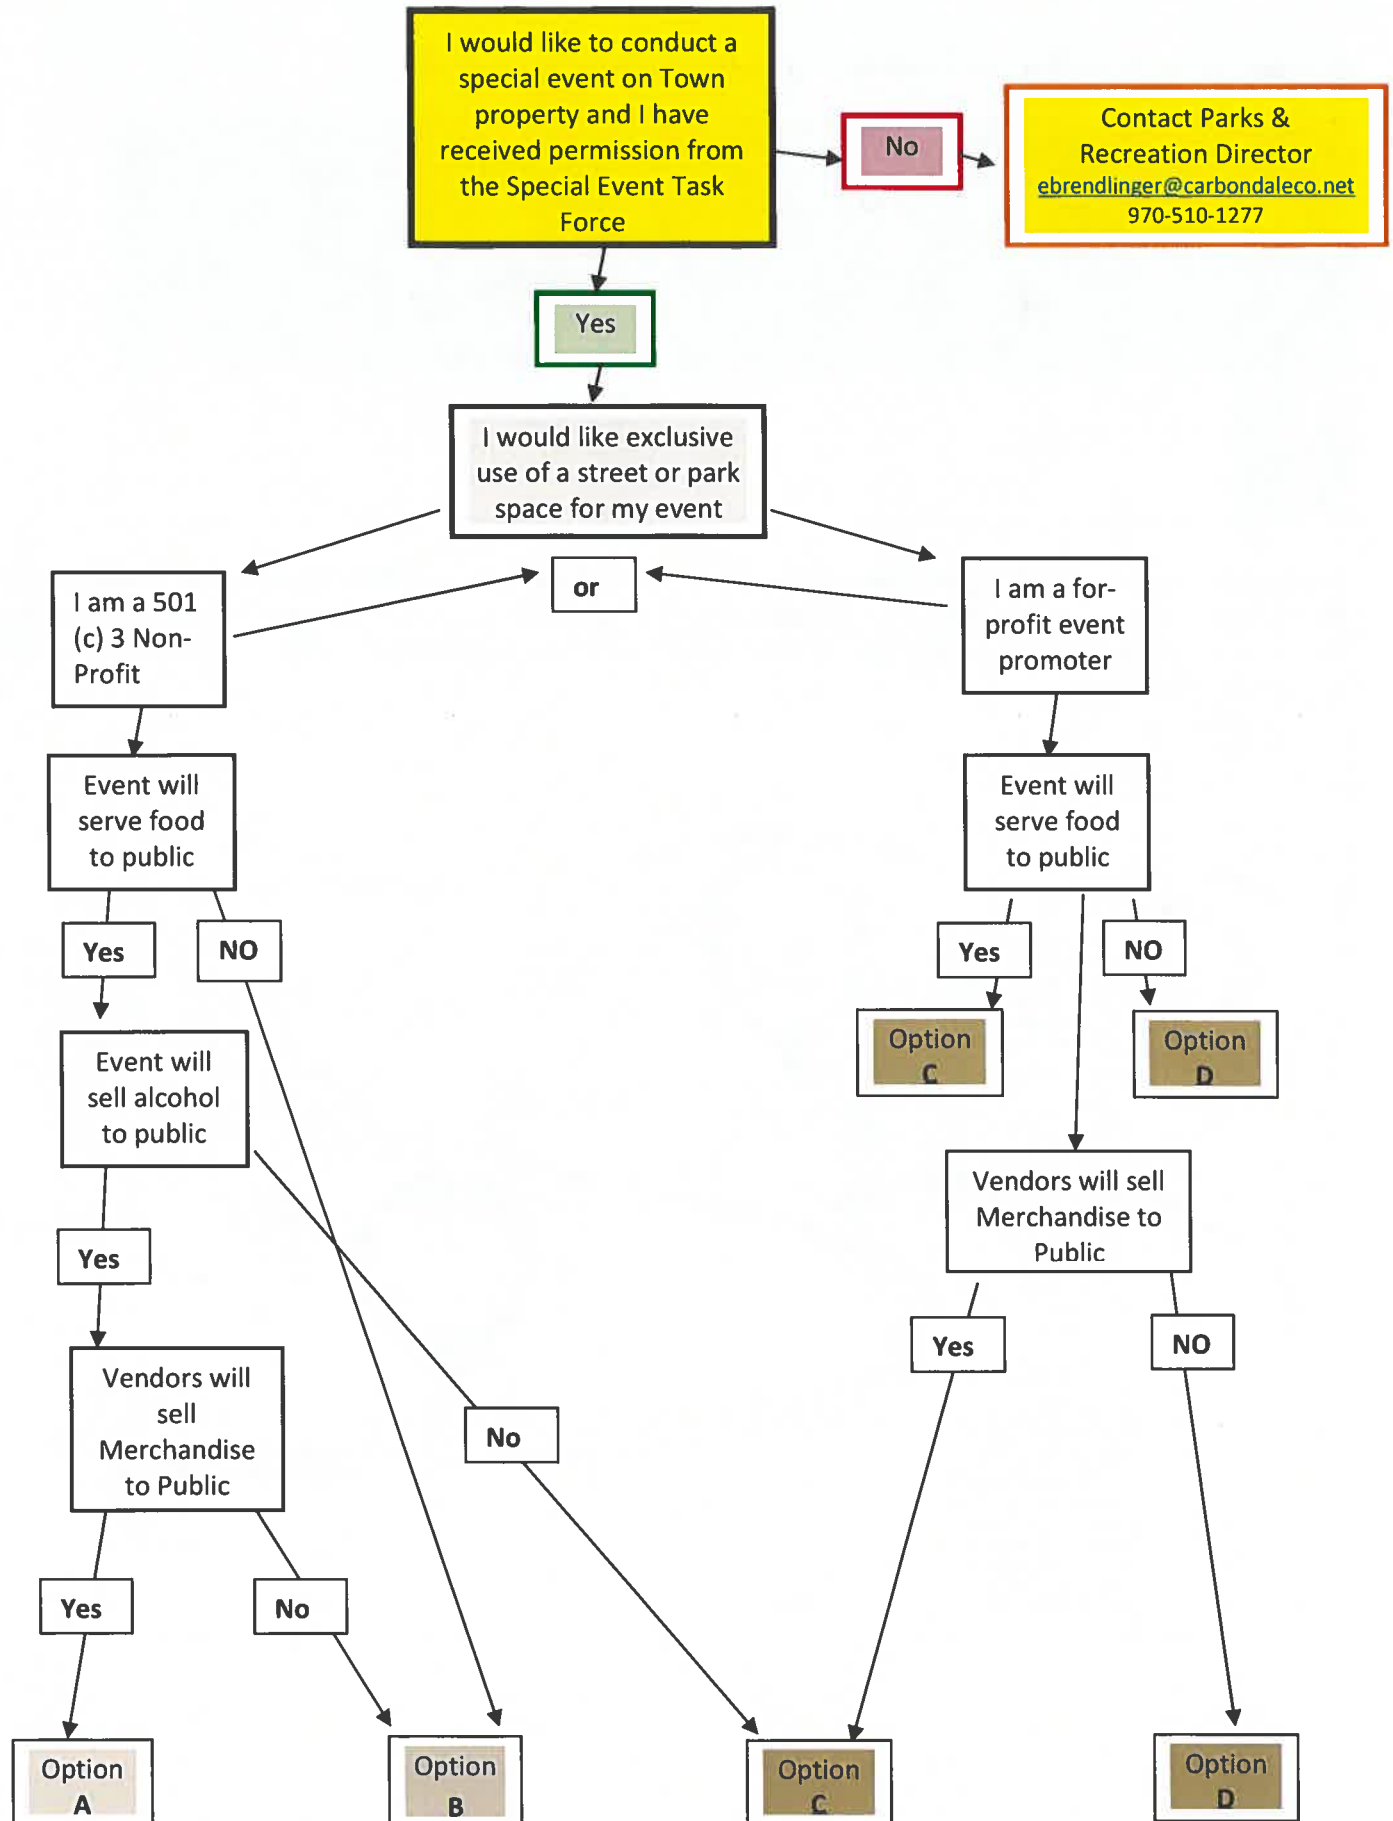 I would like to conduct a
special event on Town
property and I have
received permission from
the Special Event Task
Force
No
Contact Parks &
Recreation Director
ebrendlinger@carbondaleco.net
970-510-1277
Yes
I would like exclusive
use of a street or park
space for my event
or
I am a 501
(c) 3 Non-
Profit
I am a for-
profit event
promoter
Event will
serve food
to public
Event will
serve food
to public
Yes
NO
Yes
NO
Option
C
Option
D
Event will
sell alcohol
to public
Vendors will sell
Merchandise to
Public
Yes
Yes
NO
Vendors will
sell
Merchandise
to Public
No
Yes
No
Option
A
Option
B
Option
C
Option
D